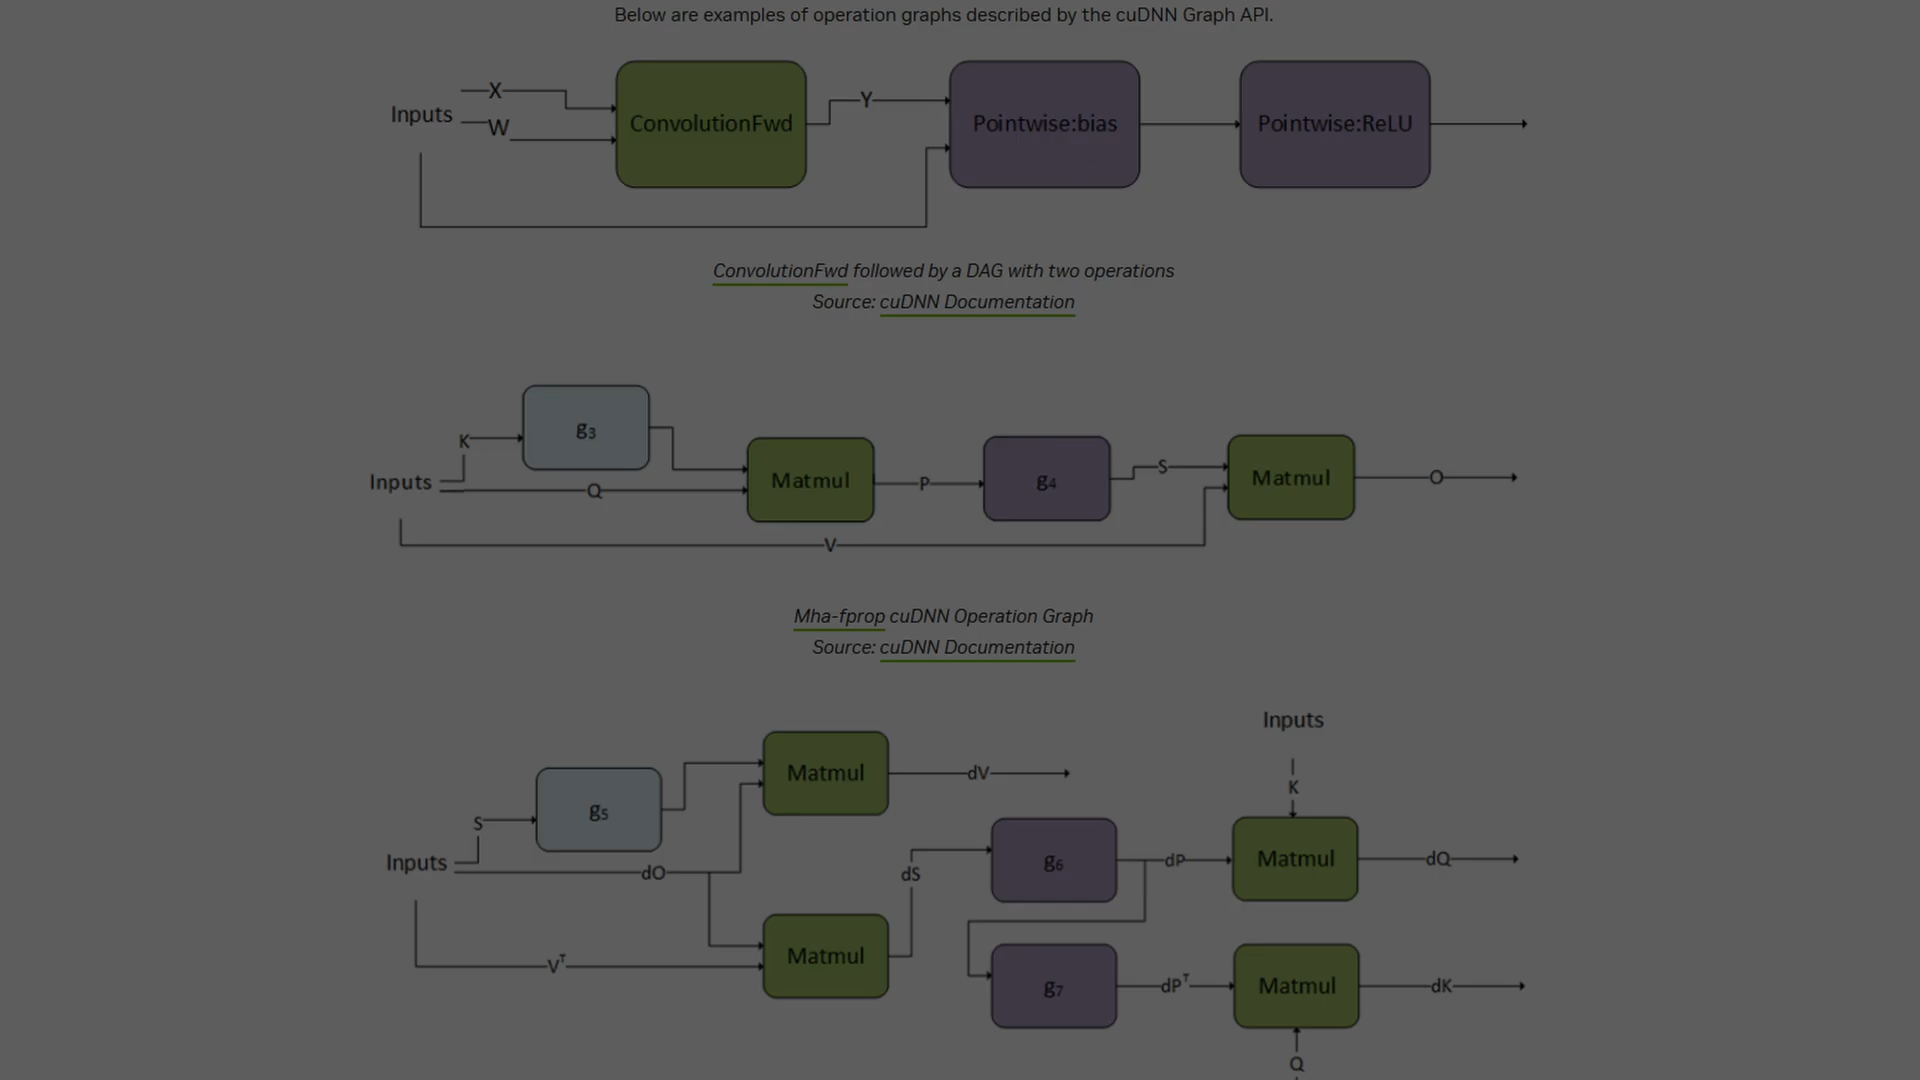 Below are examples of operation graphs described by the cuDNN Graph API.
X
Inputs
W
ConvolutionFwd
Y
Pointwise:bias
Pointwise:ReLU
ConvolutionFwd followed by a DAG with two operations
Source: cuDNN Documentation
K
g₃
Inputs
Q
Matmul
P
g₄
S
Matmul
O
V
Mha-fprop cuDNN Operation Graph
Source: cuDNN Documentation
Inputs
K
S
g₅
Matmul
dV
Inputs
dO
dS
g₆
dP
Matmul
dQ
Vᵀ
Matmul
g₇
dPᵀ
Matmul
dK
Q